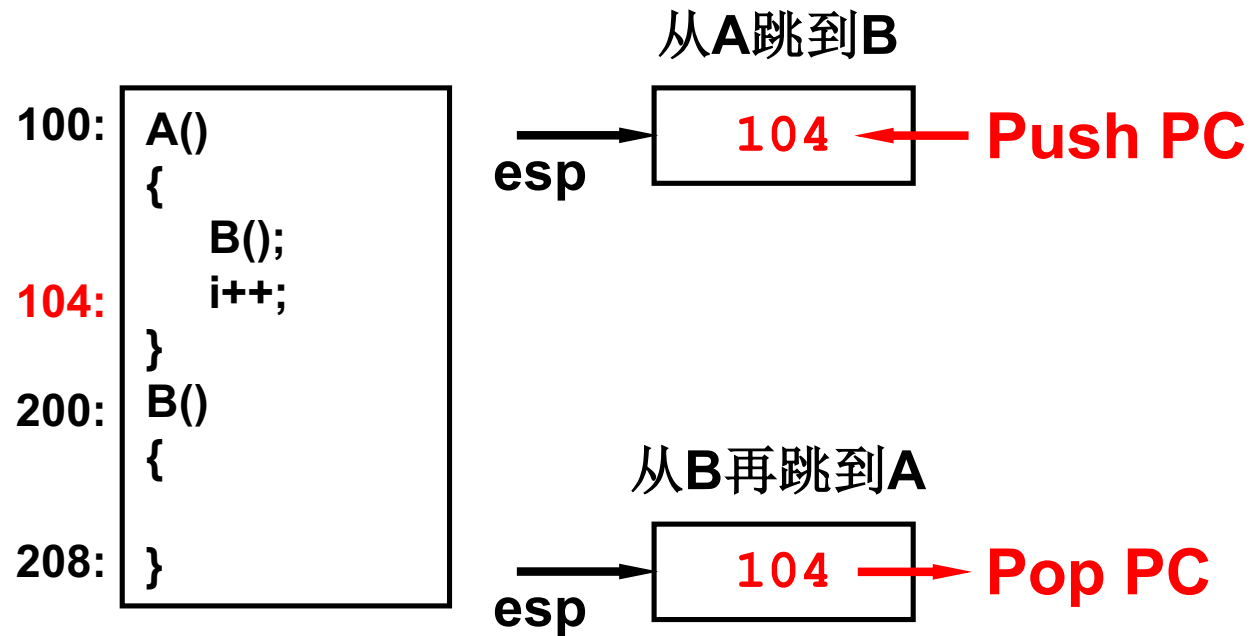 100: A()
{
B();
104: i++;
}
200: B()
{
208: }
从A跳到B
esp
104
Push PC
从B再跳到A
esp
104
Pop PC